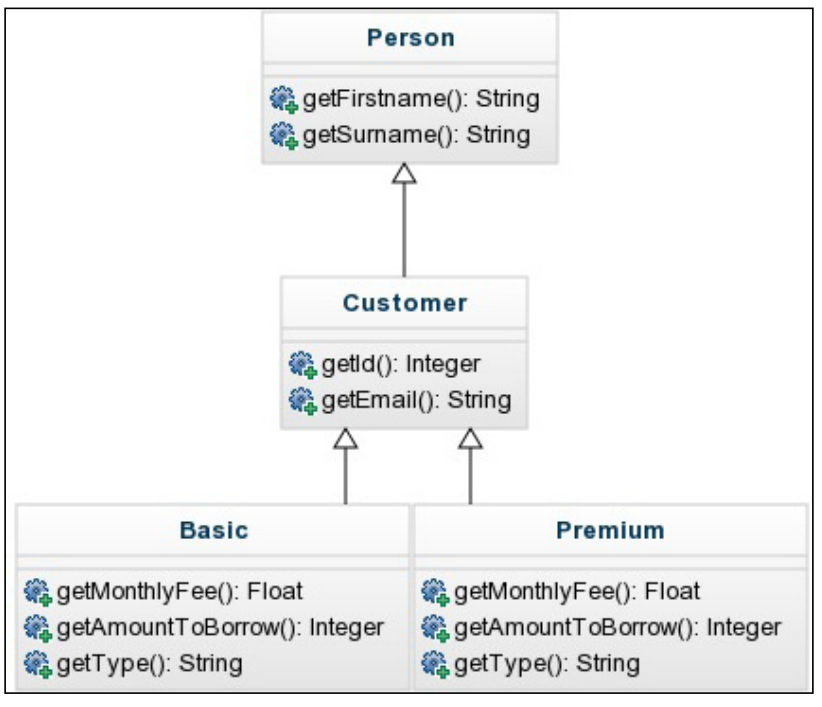 Person
getFirstname(): String
getSurname(): String
Customer
getId(): Integer
getEmail(): String
Basic
getMonthlyFee(): Float
getAmountToBorrow(): Integer
getType(): String
Premium
getMonthlyFee(): Float
getAmountToBorrow(): Integer
getType(): String